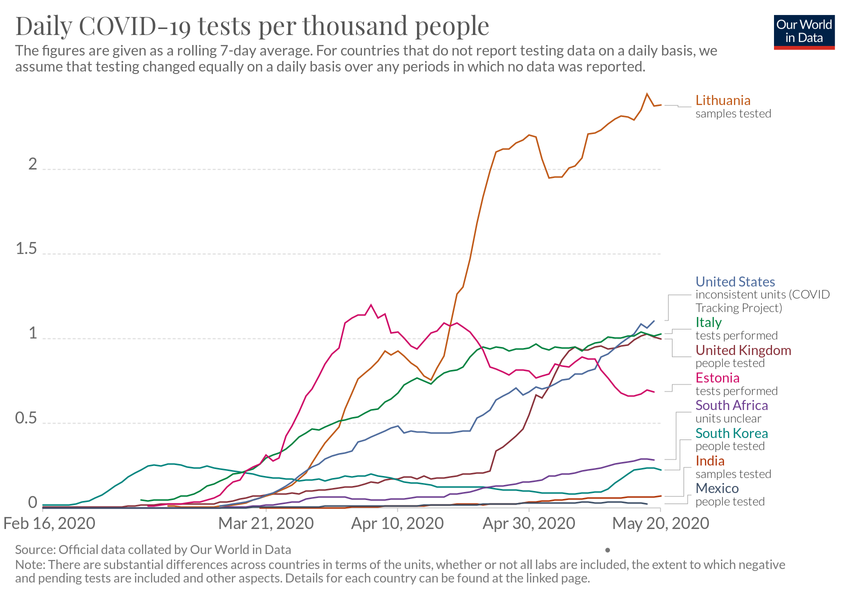 Daily COVID-19 tests per thousand people
Our World
in Data
The figures are given as a rolling 7-day average. For countries that do not report testing data on a daily basis, we
assume that testing changed equally on a daily basis over any periods in which no data was reported.
Lithuania
samples tested
2
1.5
United States
inconsistent units (COVID
Tracking Project)
Italy
tests performed
1
United Kingdom
people tested
Estonia
tests performed
South Africa
units unclear
0.5
South Korea
people tested
India
samples tested
Mexico
people tested
0
Feb 16, 2020
Mar 21, 2020
Apr 10, 2020
Apr 30, 2020
May 20, 2020
Source: Official data collated by Our World in Data
Note: There are substantial differences across countries in terms of the units, whether or not all labs are included, the extent to which negative
and pending tests are included and other aspects. Details for each country can be found at the linked page.